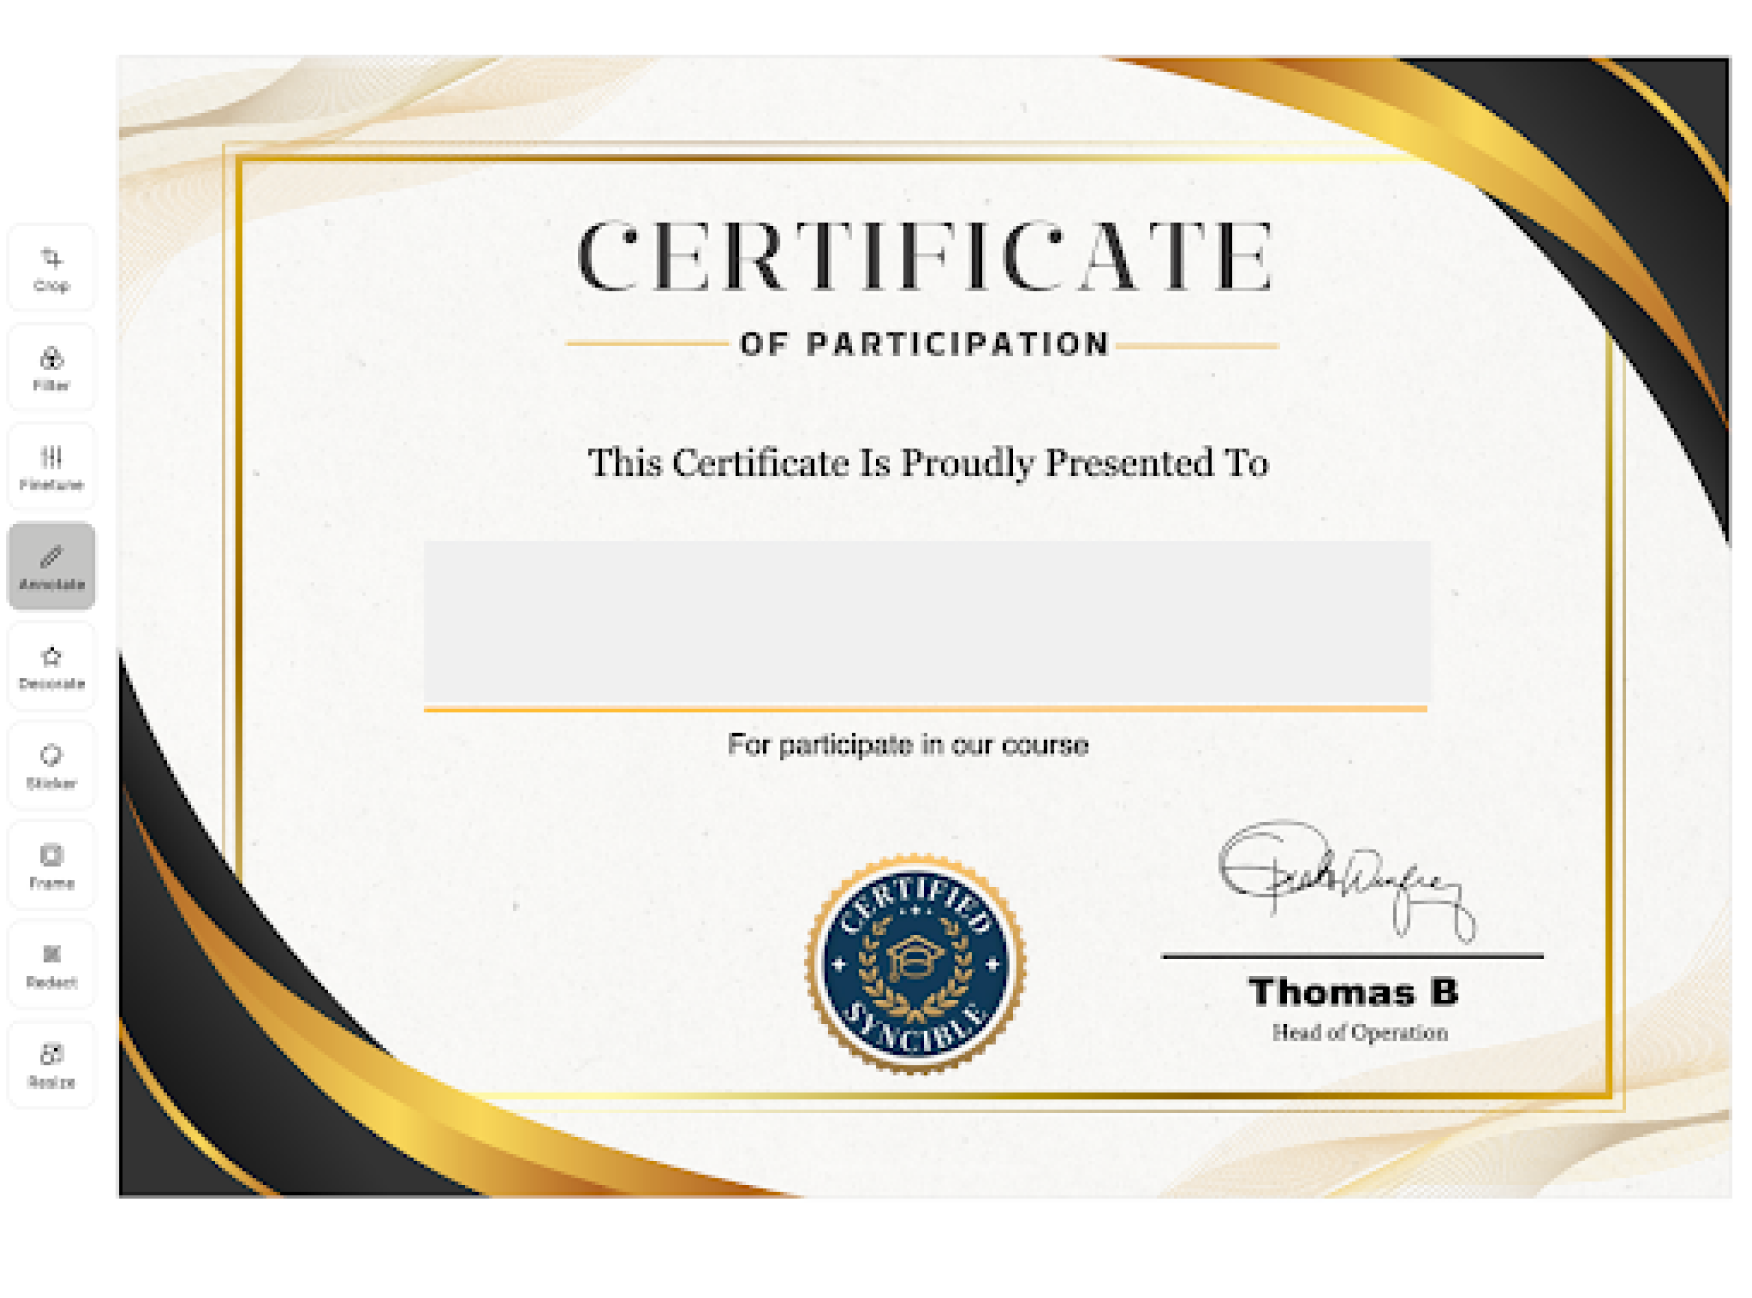 Crop
Filter
Finetune
Annotate
Decorate
Sticker
Frame
Redact
Resize
CERTIFICATE
OF PARTICIPATION
This Certificate Is Proudly Presented To
For participate in our course
CERTIFIED
SYNCIBLE
Thomas B
Head of Operation